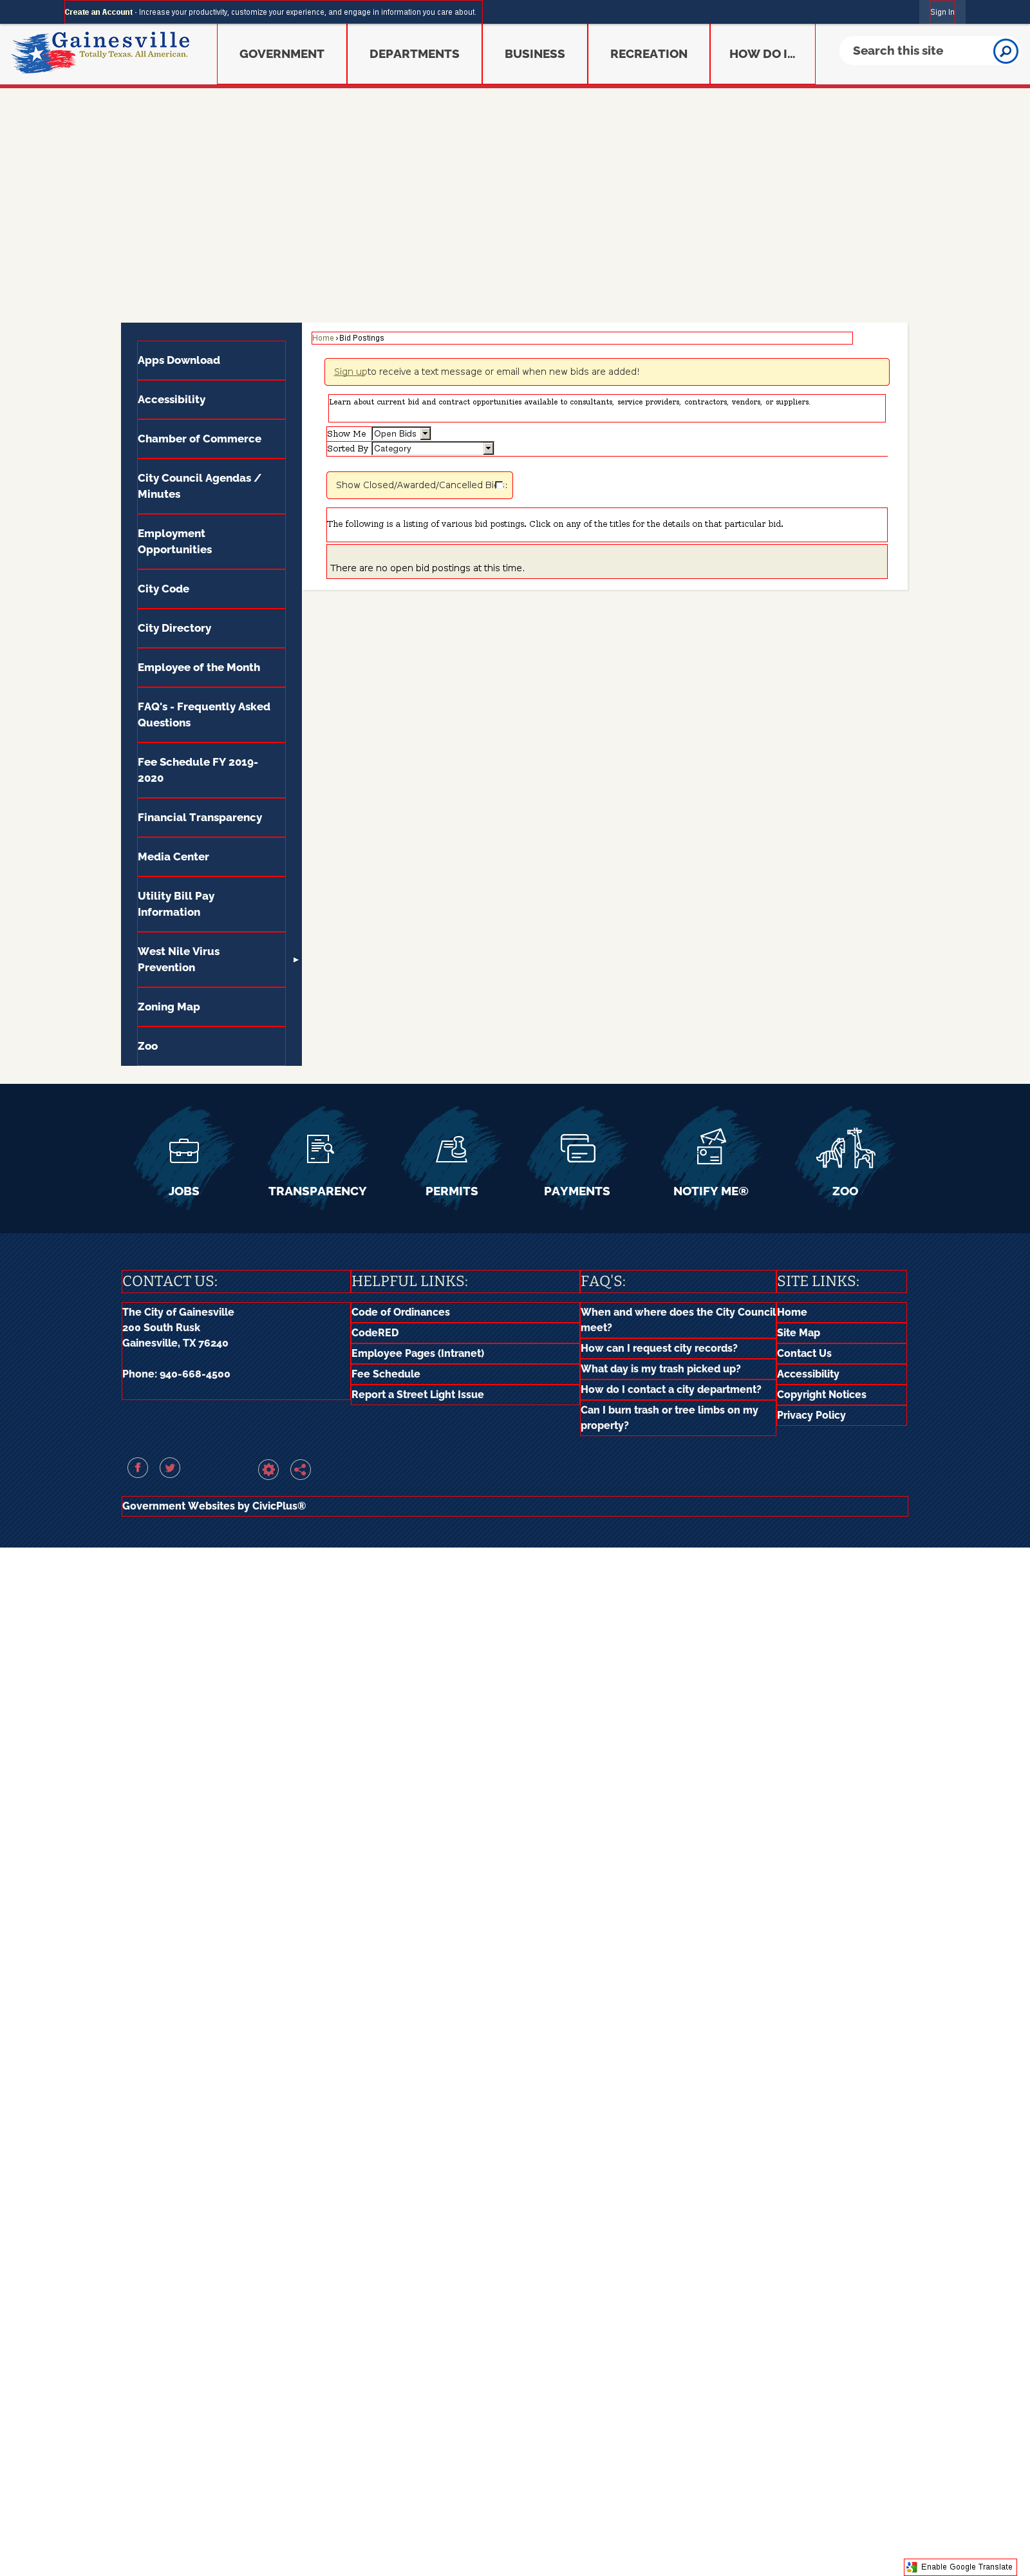 Create an Account - Increase your productivity, customize your experience, and engage in information you care about.
Sign In
Gainesville
Totally Texas. All American.
GOVERNMENT
DEPARTMENTS
BUSINESS
RECREATION
HOW DO I...
Search this site
Apps Download
Accessibility
Chamber of Commerce
City Council Agendas /
Minutes
Employment
Opportunities
City Code
City Directory
Employee of the Month
FAQ's - Frequently Asked
Questions
Fee Schedule FY 2019-
2020
Financial Transparency
Media Center
Utility Bill Pay
Information
West Nile Virus
Prevention
Zoning Map
Zoo
Home › Bid Postings
Sign up to receive a text message or email when new bids are added!
Learn about current bid and contract opportunities available to consultants, service providers, contractors, vendors, or suppliers.
Show Me Open Bids
Sorted By Category
Show Closed/Awarded/Cancelled
The following is a listing of various bid postings. Click on any of the titles for the details on that particular bid.
There are no open bid postings at this time.
JOBS
TRANSPARENCY
PERMITS
PAYMENTS
NOTIFY ME®
ZOO
CONTACT US:
The City of Gainesville
200 South Rusk
Gainesville, TX 76240
Phone: 940-668-4500
HELPFUL LINKS:
Code of Ordinances
CodeRED
Employee Pages (Intranet)
Fee Schedule
Report a Street Light Issue
FAQ'S:
When and where does the City Council
meet?
How can I request city records?
What day is my trash picked up?
How do I contact a city department?
Can I burn trash or tree limbs on my
property?
SITE LINKS:
Home
Site Map
Contact Us
Accessibility
Copyright Notices
Privacy Policy
Government Websites by CivicPlus®
Enable Google Translate